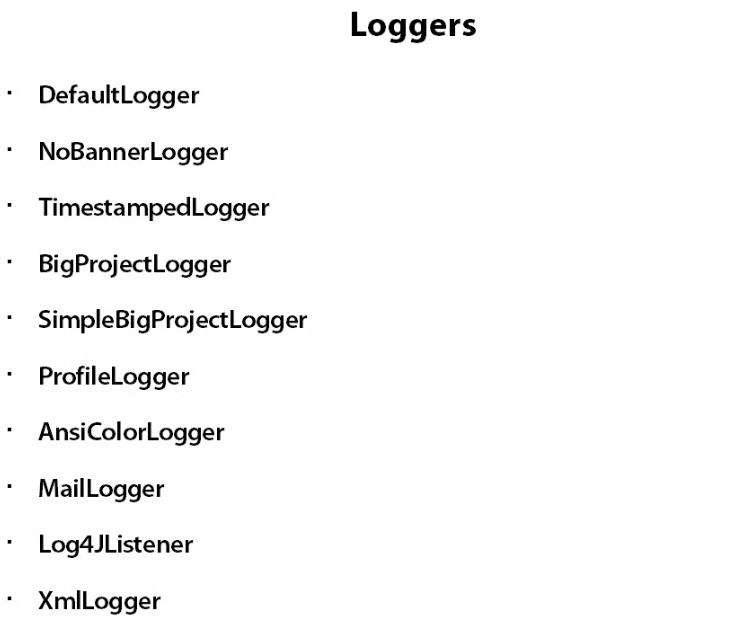 Loggers
· DefaultLogger
· NoBannerLogger
· TimestampedLogger
· BigProjectLogger
· SimpleBigProjectLogger
· ProfileLogger
· AnsiColorLogger
· MailLogger
· Log4JListener
· XmlLogger